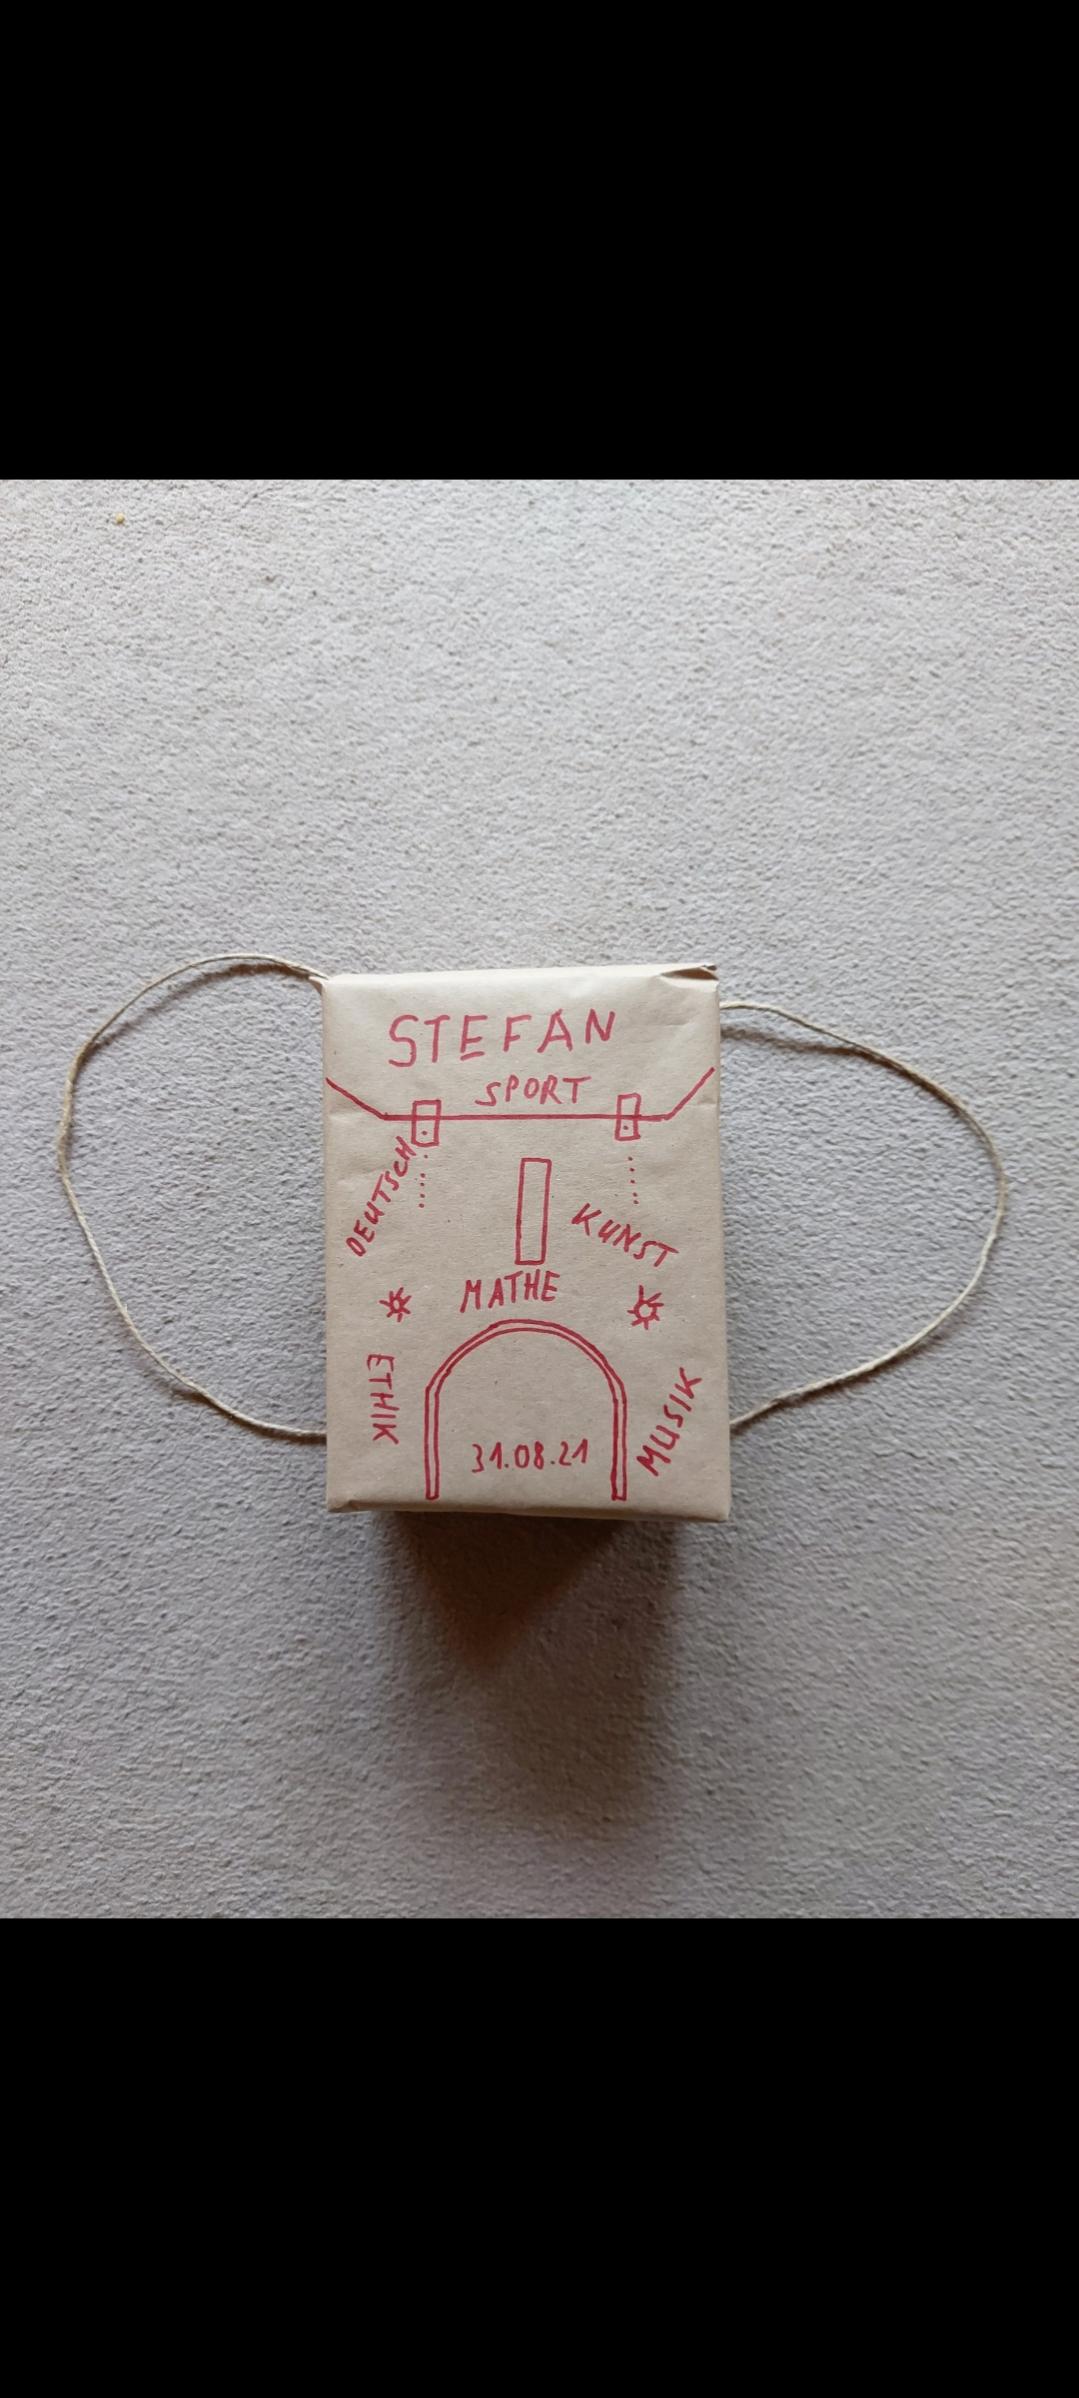 STEFAN
SPORT
DEUTSCH
KUNST
MATHE
ETHIK
MUSIK
31.08.21